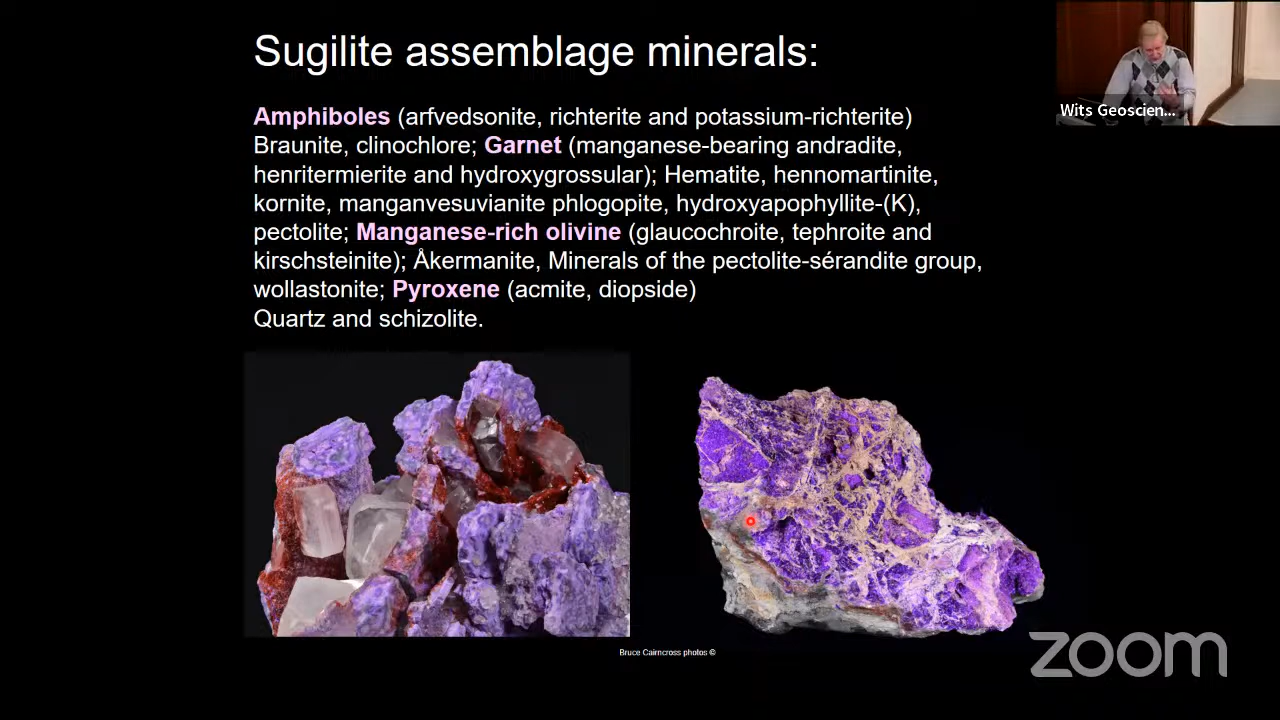 Sugilite assemblage minerals:
Wits Geoscien...
Amphiboles (arfvedsonite, richterite and potassium-richterite)
Braunite, clinochlore; Garnet (manganese-bearing andradite,
henritermierite and hydroxygrossular); Hematite, hennomartinite,
kornite, manganvesuvianite phlogopite, hydroxyapophyllite-(K),
pectolite; Manganese-rich olivine (glaucochroite, tephroite and
kirschsteinite); Åkermanite, Minerals of the pectolite-sérandite group,
wollastonite; Pyroxene (acmite, diopside)
Quartz and schizolite.
Bruce Cairncross photos ©
zoom